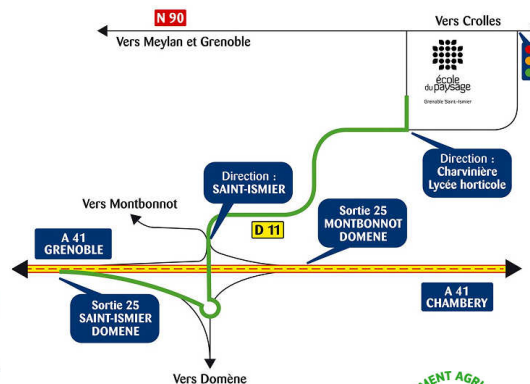 N 90
Vers Crolles
Vers Meylan et Grenoble
école
du paysage
Grenoble Saint-Ismier
Direction :
SAINT-ISMIER
Direction :
Charvinière
Lycée horticole
Vers Montbonnot
Sortie 25
MONTBONNOT
DOMENE
D 11
A 41
GRENOBLE
Sortie 25
SAINT-ISMIER
DOMENE
A 41
CHAMBERY
Vers Domène